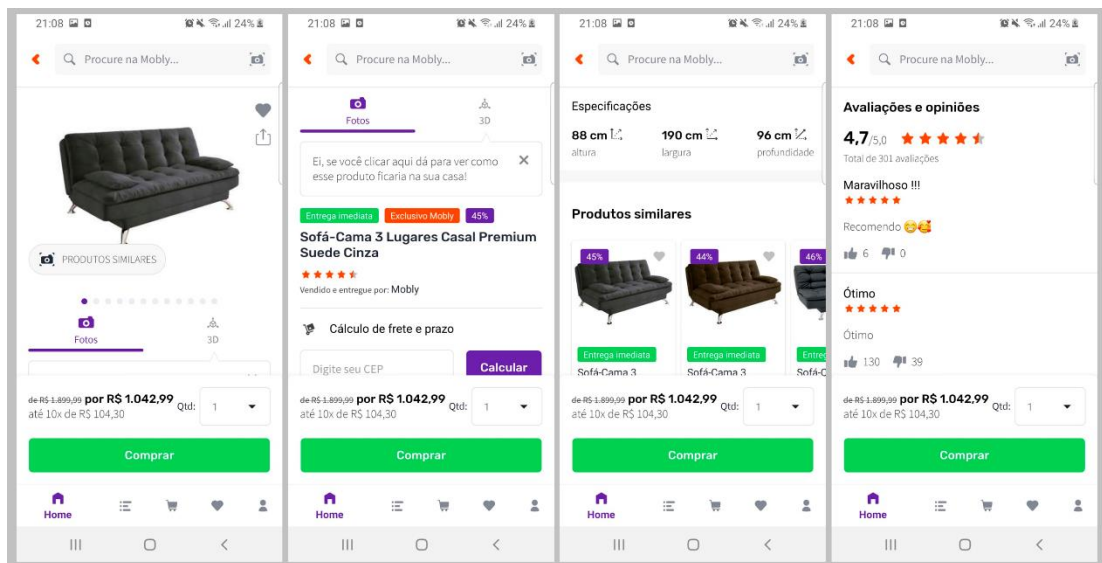 21:08
24%
Procure na Mobly...
PRODUTOS SIMILARES
Fotos
3D
de R$ 1.899,99 por R$ 1.042,99
até 10x de R$ 104,30
Qtd: 1
Comprar
Home
21:08
24%
Procure na Mobly...
Fotos
3D
Ei, se você clicar aqui dá para ver como
esse produto ficaria na sua casa!
Entrega imediata
Exclusivo Mobly
45%
Sofá-Cama 3 Lugares Casal Premium
Suede Cinza
Vendido e entregue por: Mobly
Cálculo de frete e prazo
Digite seu CEP
Calcular
de R$ 1.899,99 por R$ 1.042,99
até 10x de R$ 104,30
Qtd: 1
Comprar
Home
21:08
24%
Procure na Mobly...
Especificações
88 cm 190 cm 96 cm
altura largura profundidade
Produtos similares
45% 44% 46%
Entrega imediata Entrega imediata
Sofá-Cama 3 Sofá-Cama 3
de R$ 1.899,99 por R$ 1.042,99
até 10x de R$ 104,30
Qtd: 1
Comprar
Home
21:08
24%
Procure na Mobly...
Avaliações e opiniões
4,7/5,0
Total de 301 avaliações
Maravilhoso !!!
Recomendo 😁🥰
6 0
Ótimo
Ótimo
130 39
de R$ 1.899,99 por R$ 1.042,99
até 10x de R$ 104,30
Qtd: 1
Comprar
Home